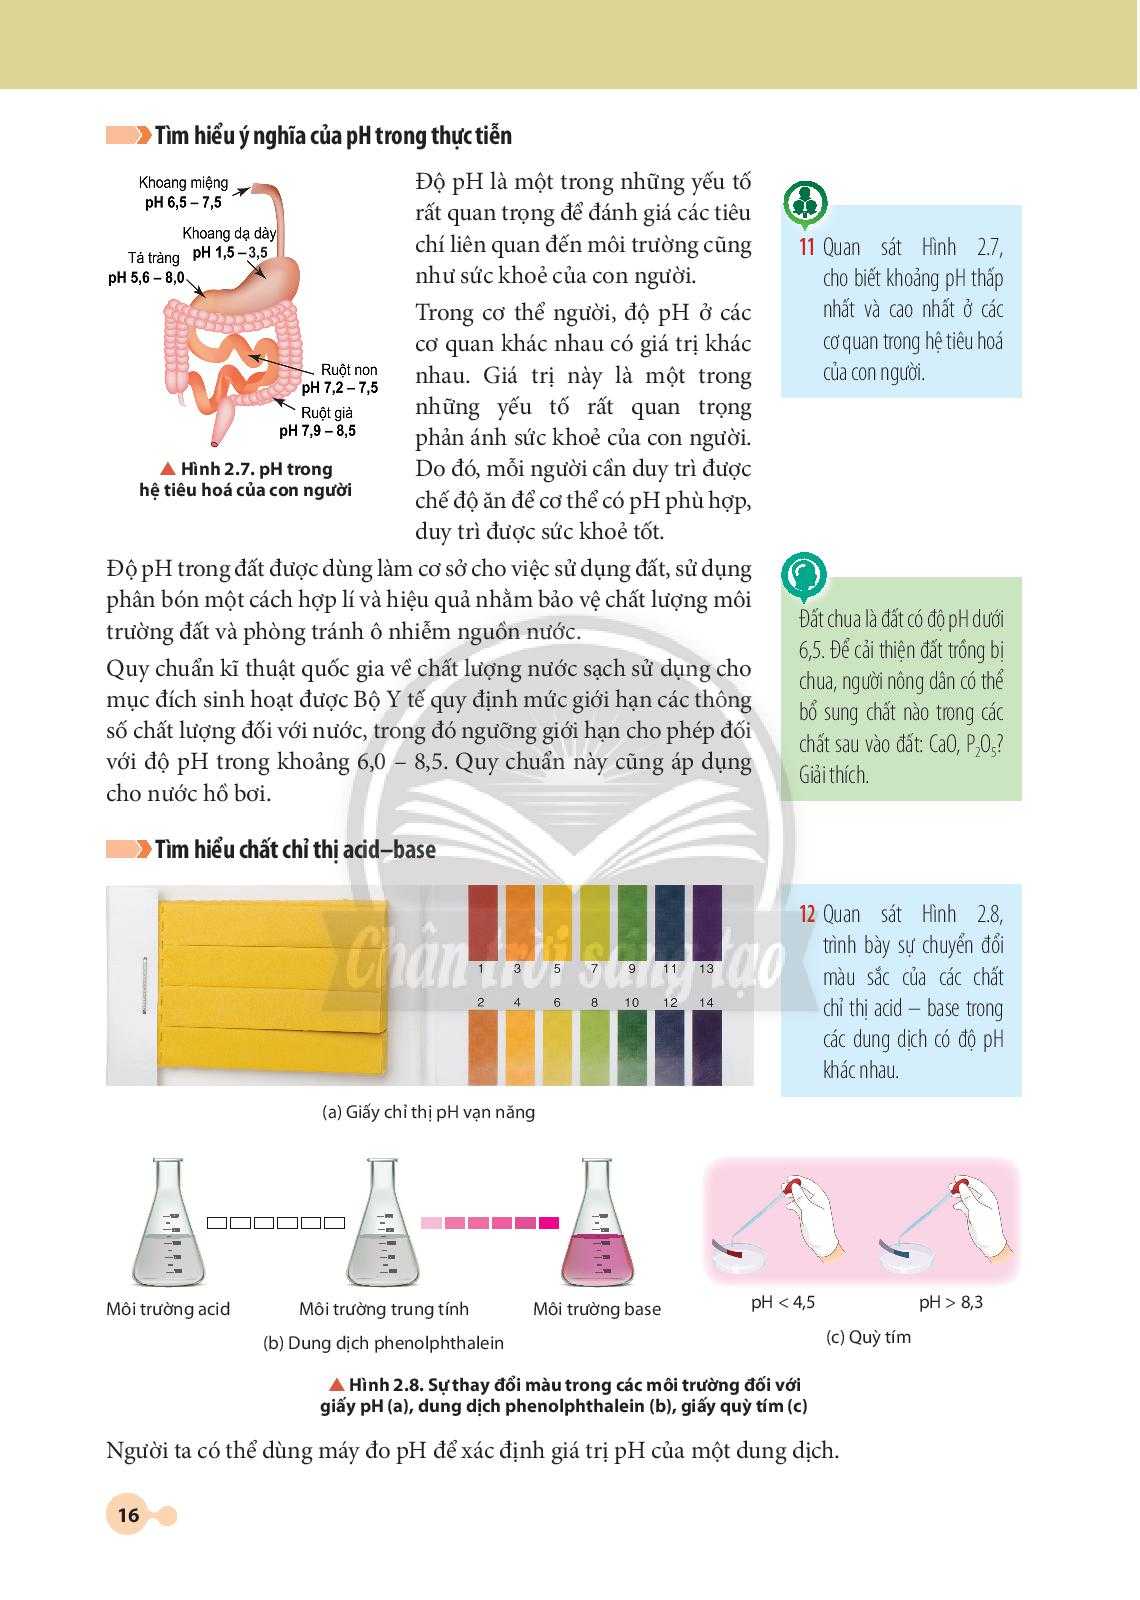 Tìm hiểu ý nghĩa của pH trong thực tiễn
Khoang miệng
pH 6,5 – 7,5
Khoang dạ dày
pH 1,5 – 3,5
Tá tràng
pH 5,6 – 8,0
Ruột non
pH 7,2 – 7,5
Ruột già
pH 7,9 – 8,5
▲ Hình 2.7. pH trong
hệ tiêu hoá của con người
Độ pH là một trong những yếu tố
rất quan trọng để đánh giá các tiêu
chí liên quan đến môi trường cũng
như sức khoẻ của con người.
Trong cơ thể người, độ pH ở các
cơ quan khác nhau có giá trị khác
nhau. Giá trị này là một trong
những yếu tố rất quan trọng
phản ánh sức khoẻ của con người.
Do đó, mỗi người cần duy trì được
chế độ ăn để cơ thể có pH phù hợp,
duy trì được sức khoẻ tốt.
11 Quan sát Hình 2.7,
cho biết khoảng pH thấp
nhất và cao nhất ở các
cơ quan trong hệ tiêu hoá
của con người.
Độ pH trong đất được dùng làm cơ sở cho việc sử dụng đất, sử dụng
phân bón một cách hợp lí và hiệu quả nhằm bảo vệ chất lượng môi
trường đất và phòng tránh ô nhiễm nguồn nước.
Quy chuẩn kĩ thuật quốc gia về chất lượng nước sạch sử dụng cho
mục đích sinh hoạt được Bộ Y tế quy định mức giới hạn các thông
số chất lượng đối với nước, trong đó ngưỡng giới hạn cho phép đối
với độ pH trong khoảng 6,0 – 8,5. Quy chuẩn này cũng áp dụng
cho nước hồ bơi.
Đất chua là đất có độ pH dưới
6,5. Để cải thiện đất trồng bị
chua, người nông dân có thể
bổ sung chất nào trong các
chất sau vào đất: CaO, P₂O₅?
Giải thích.
Tìm hiểu chất chỉ thị acid–base
Chân trời sáng tạo
1 3 5 7 9 11 13
2 4 6 8 10 12 14
(a) Giấy chỉ thị pH vạn năng
12 Quan sát Hình 2.8,
trình bày sự chuyển đổi
màu sắc của các chất
chỉ thị acid – base trong
các dung dịch có độ pH
khác nhau.
Môi trường acid
Môi trường trung tính
Môi trường base
(b) Dung dịch phenolphthalein
pH < 4,5
pH > 8,3
(c) Quỳ tím
▲ Hình 2.8. Sự thay đổi màu trong các môi trường đối với
giấy pH (a), dung dịch phenolphthalein (b), giấy quỳ tím (c)
Người ta có thể dùng máy đo pH để xác định giá trị pH của một dung dịch.
16